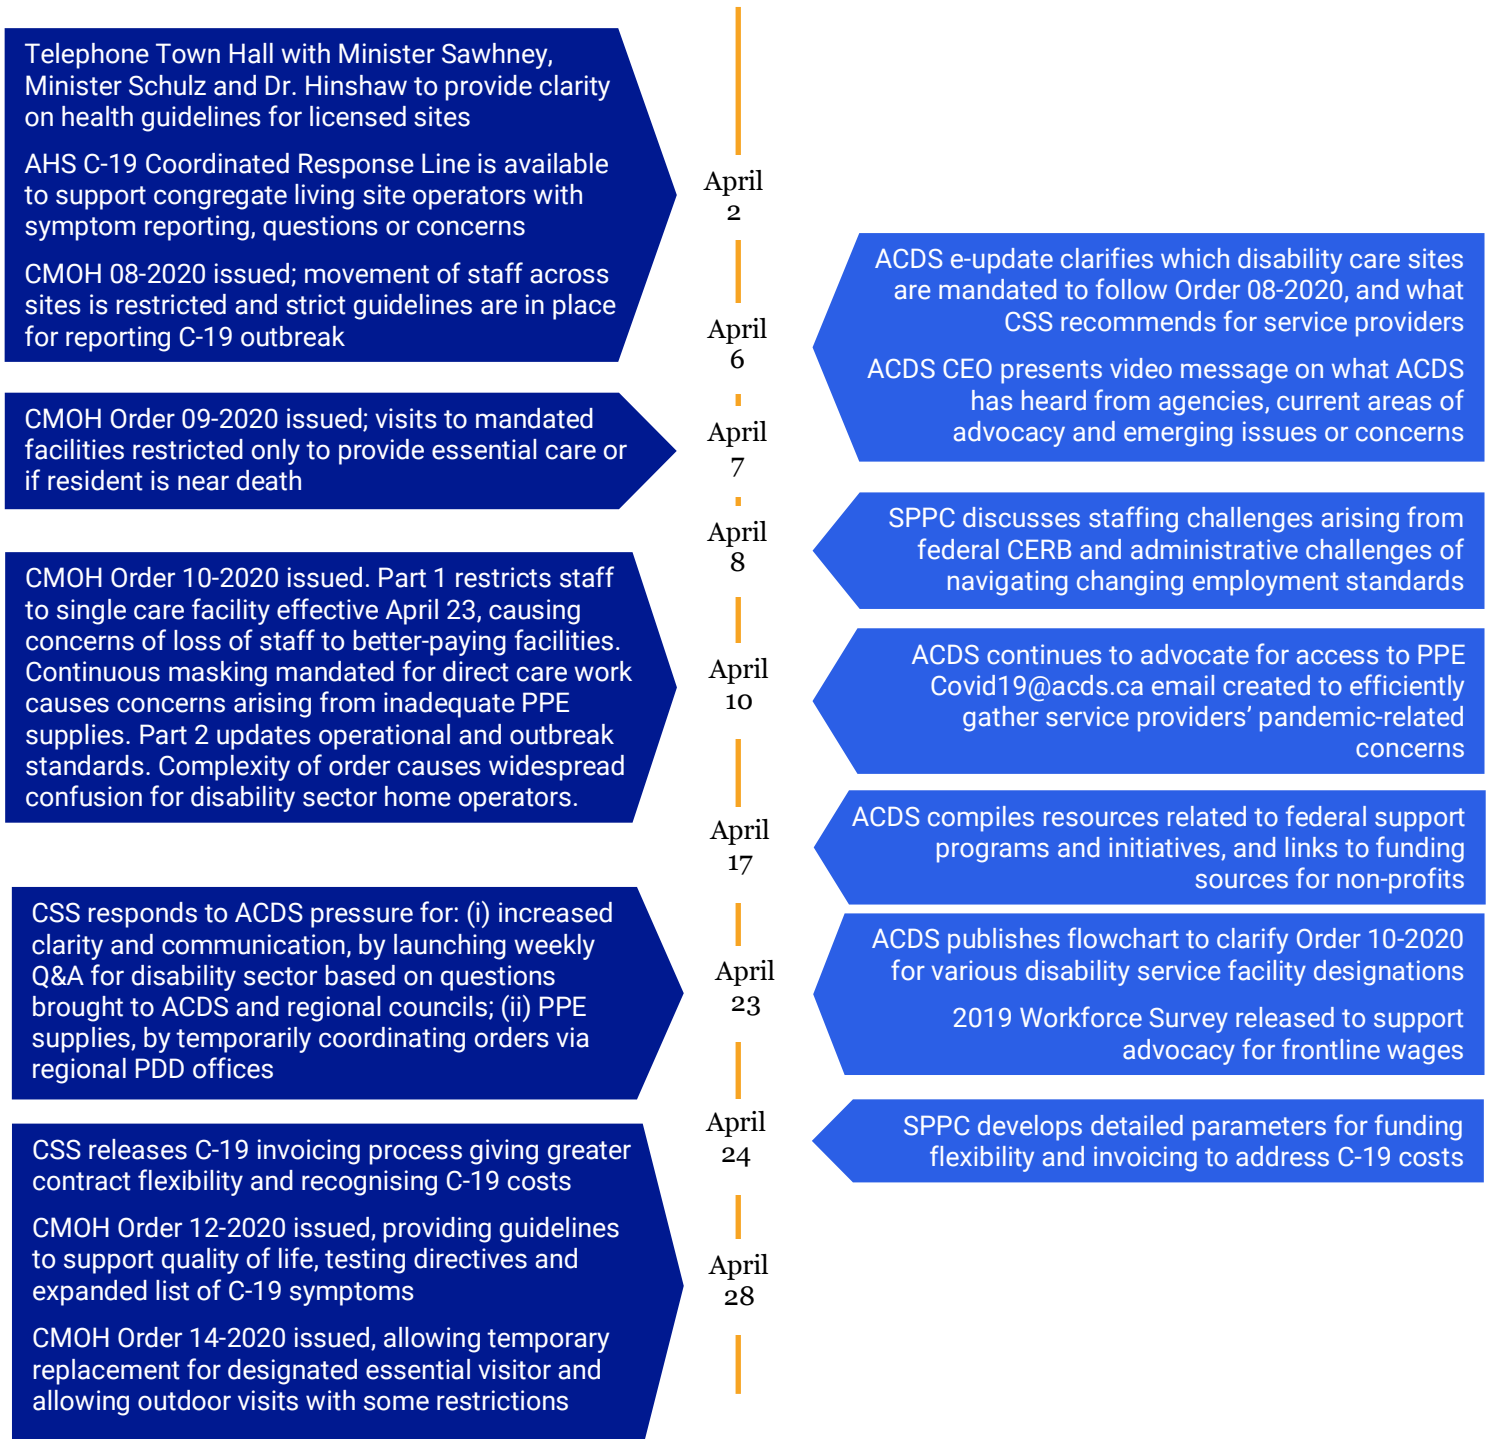 Telephone Town Hall with Minister Sawhney,
Minister Schulz and Dr. Hinshaw to provide clarity
on health guidelines for licensed sites
AHS C-19 Coordinated Response Line is available
to support congregate living site operators with
symptom reporting, questions or concerns
CMOH 08-2020 issued; movement of staff across
sites is restricted and strict guidelines are in place
for reporting C-19 outbreak
April
2
ACDS e-update clarifies which disability care sites
are mandated to follow Order 08-2020, and what
CSS recommends for service providers
ACDS CEO presents video message on what ACDS
has heard from agencies, current areas of
advocacy and emerging issues or concerns
April
6
CMOH Order 09-2020 issued; visits to mandated
facilities restricted only to provide essential care or
if resident is near death
April
7
SPPC discusses staffing challenges arising from
federal CERB and administrative challenges of
navigating changing employment standards
April
8
CMOH Order 10-2020 issued. Part 1 restricts staff
to single care facility effective April 23, causing
concerns of loss of staff to better-paying facilities.
Continuous masking mandated for direct care work
causes concerns arising from inadequate PPE
supplies. Part 2 updates operational and outbreak
standards. Complexity of order causes widespread
confusion for disability sector home operators.
April
10
ACDS continues to advocate for access to PPE
Covid19@acds.ca email created to efficiently
gather service providers’ pandemic-related
concerns
April
17
ACDS compiles resources related to federal support
programs and initiatives, and links to funding
sources for non-profits
CSS responds to ACDS pressure for: (i) increased
clarity and communication, by launching weekly
Q&A for disability sector based on questions
brought to ACDS and regional councils; (ii) PPE
supplies, by temporarily coordinating orders via
regional PDD offices
April
23
ACDS publishes flowchart to clarify Order 10-2020
for various disability service facility designations
2019 Workforce Survey released to support
advocacy for frontline wages
April
24
SPPC develops detailed parameters for funding
flexibility and invoicing to address C-19 costs
CSS releases C-19 invoicing process giving greater
contract flexibility and recognising C-19 costs
CMOH Order 12-2020 issued, providing guidelines
to support quality of life, testing directives and
expanded list of C-19 symptoms
CMOH Order 14-2020 issued, allowing temporary
replacement for designated essential visitor and
allowing outdoor visits with some restrictions
April
28